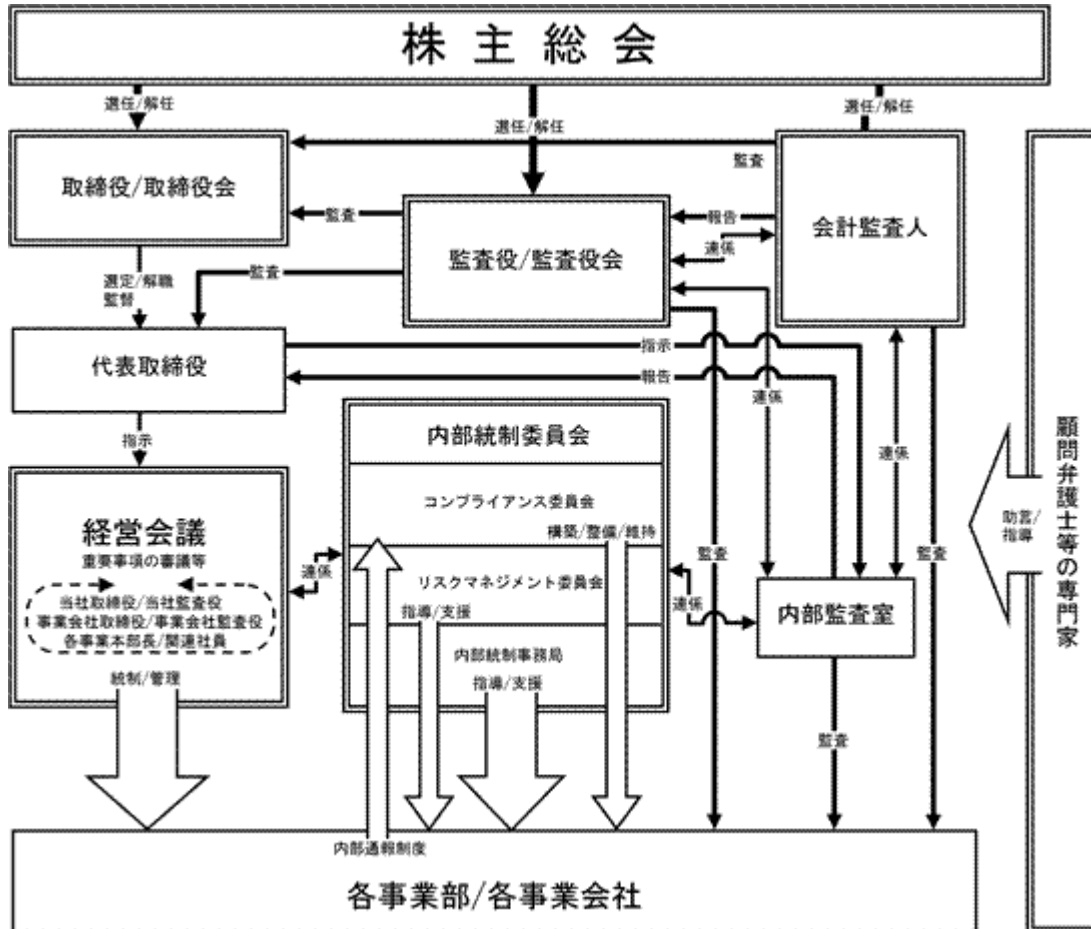 株主総会
選任/解任
選任/解任
選任/解任
取締役/取締役会
監査
監査
報告
連係
会計監査人
監査役/監査役会
選定/解職
監督
監査
代表取締役
指示
報告
連係
連係
指示
内部統制委員会
コンプライアンス委員会
構築/整備/維持
経営会議
重要事項の審議等
当社取締役/当社監査役
事業会社取締役/事業会社監査役
各事業本部長/関連社員
統制/管理
連係
リスクマネジメント委員会
指導/支援
連係
内部統制事務局
指導/支援
監査
内部監査室
監査
監査
助言/
指導
顧問弁護士等の専門家
内部通報制度
各事業部/各事業会社